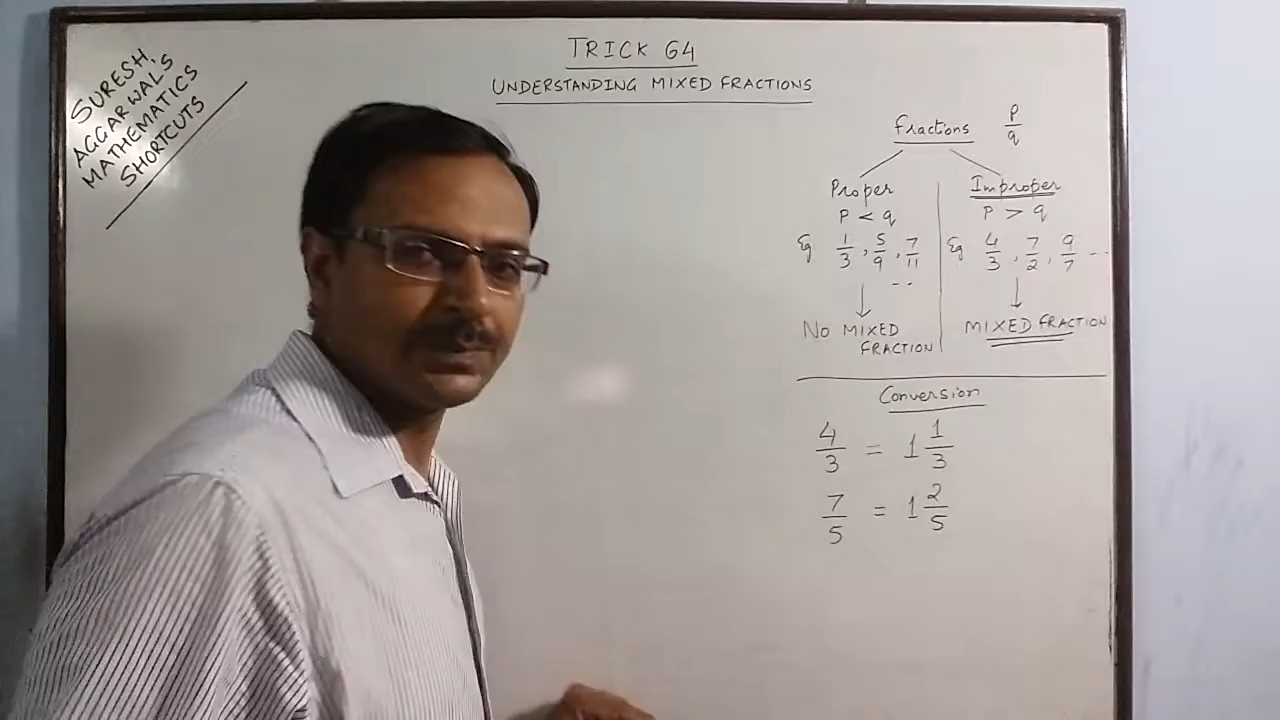 SURESH
AGGARWAL'S
MATHEMATICS
SHORTCUTS
TRICK 64
UNDERSTANDING MIXED FRACTIONS
Fractions P/q
Proper
P < q
Eg 1/3, 5/9, 7/11 ..
NO MIXED
FRACTION
Improper
P > q
Eg 4/3, 7/2, 9/7 ...
MIXED FRACTION
Conversion
4/3 = 1 1/3
7/5 = 1 2/5